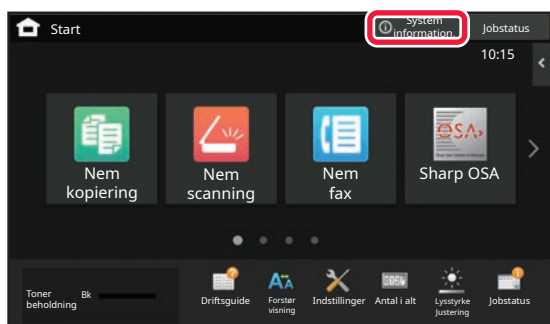 Start
System
information.
Jobstatus
10:15
Nem
kopiering
Nem
scanning
Nem
fax
OSA
Sharp OSA
Toner
beholdning
Bk
Driftsguide
Forstør
visning
Indstillinger
Antal i alt
Lysstyrke
Justering
Jobstatus